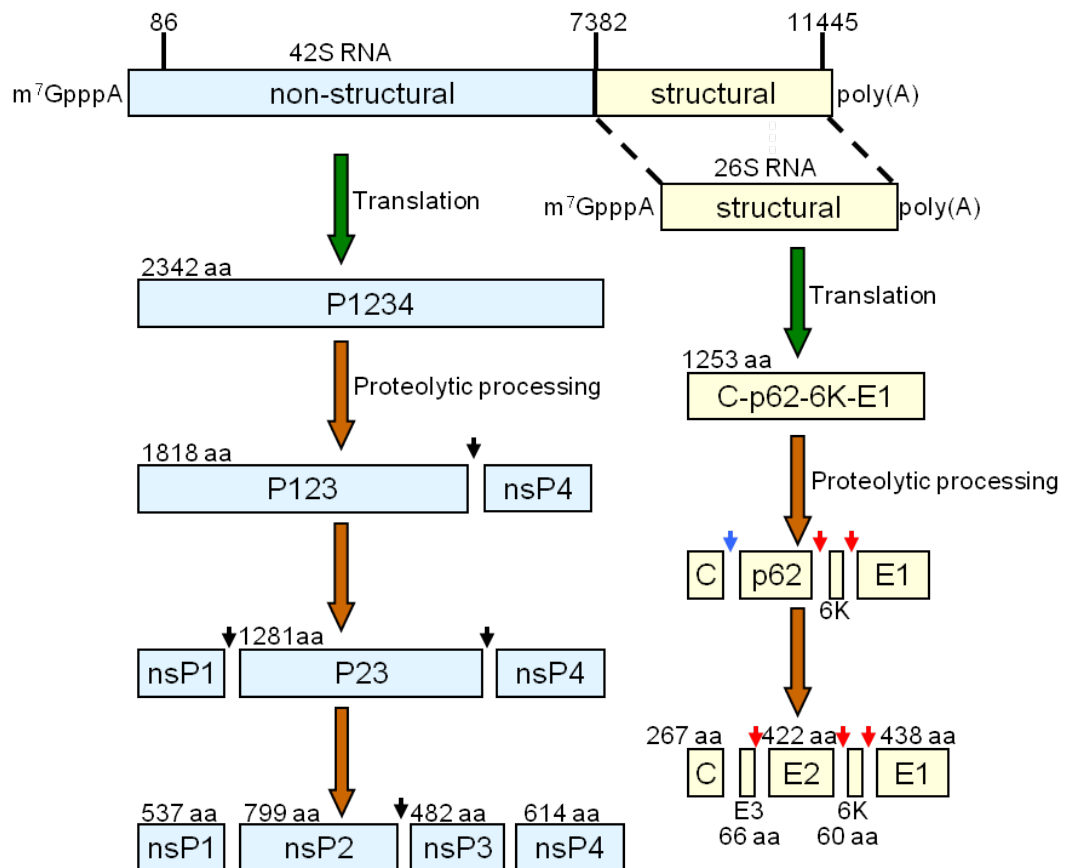 86 7382 11445
42S RNA
m⁷GpppA non-structural structural poly(A)
26S RNA
m⁷GpppA structural poly(A)
Translation
2342 aa
P1234
Translation
1253 aa
C-p62-6K-E1
Proteolytic processing
1818 aa
P123 nsP4
Proteolytic processing
C p62 E1
6K
1281aa
nsP1 P23 nsP4
267 aa 422 aa 438 aa
C E2 E1
E3 6K
66 aa 60 aa
537 aa 799 aa 482 aa 614 aa
nsP1 nsP2 nsP3 nsP4